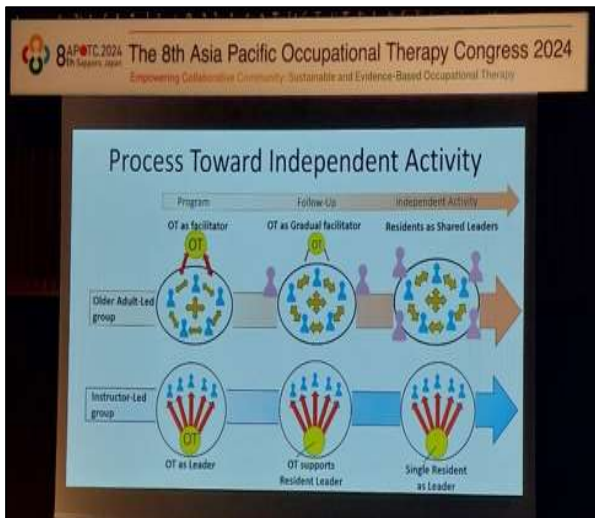 8th APOTC 2024 Sapporo, Japan
The 8th Asia Pacific Occupational Therapy Congress 2024
Empowering Collaborative Community: Sustainable and Evidence-Based Occupational Therapy
Process Toward Independent Activity
Program Follow-Up Independent Activity
OT as facilitator OT as Gradual facilitator Residents as Shared Leaders
OT OT
Older Adult-Led
group
Instructor-Led
group
OT
OT as Leader
OT supports
Resident Leader
Single Resident
as Leader